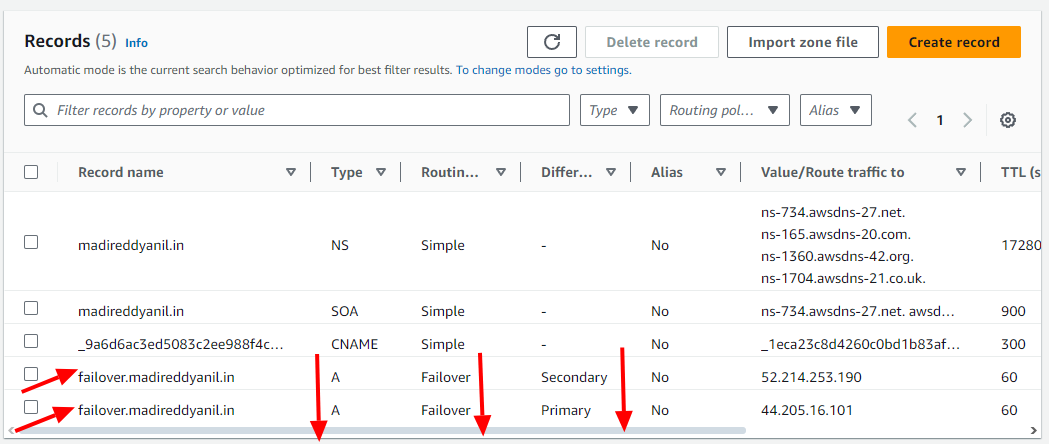 Records (5) Info
Delete record
Import zone file
Create record
Automatic mode is the current search behavior optimized for best filter results. To change modes go to settings.
Filter records by property or value
Type
Routing pol...
Alias
1
Record name Type Routin... Differ... Alias Value/Route traffic to TTL (s
ns-734.awsdns-27.net.
ns-165.awsdns-20.com.
madireddyanil.in NS Simple - No 17280
ns-1360.awsdns-42.org.
ns-1704.awsdns-21.co.uk.
madireddyanil.in SOA Simple - No ns-734.awsdns-27.net. awsd... 900
_9a6d6ac3ed5083c2ee988f4c... CNAME Simple - No _1eca23c8d4260c0bd1b83af... 300
failover.madireddyanil.in A Failover Secondary No 52.214.253.190 60
failover.madireddyanil.in A Failover Primary No 44.205.16.101 60